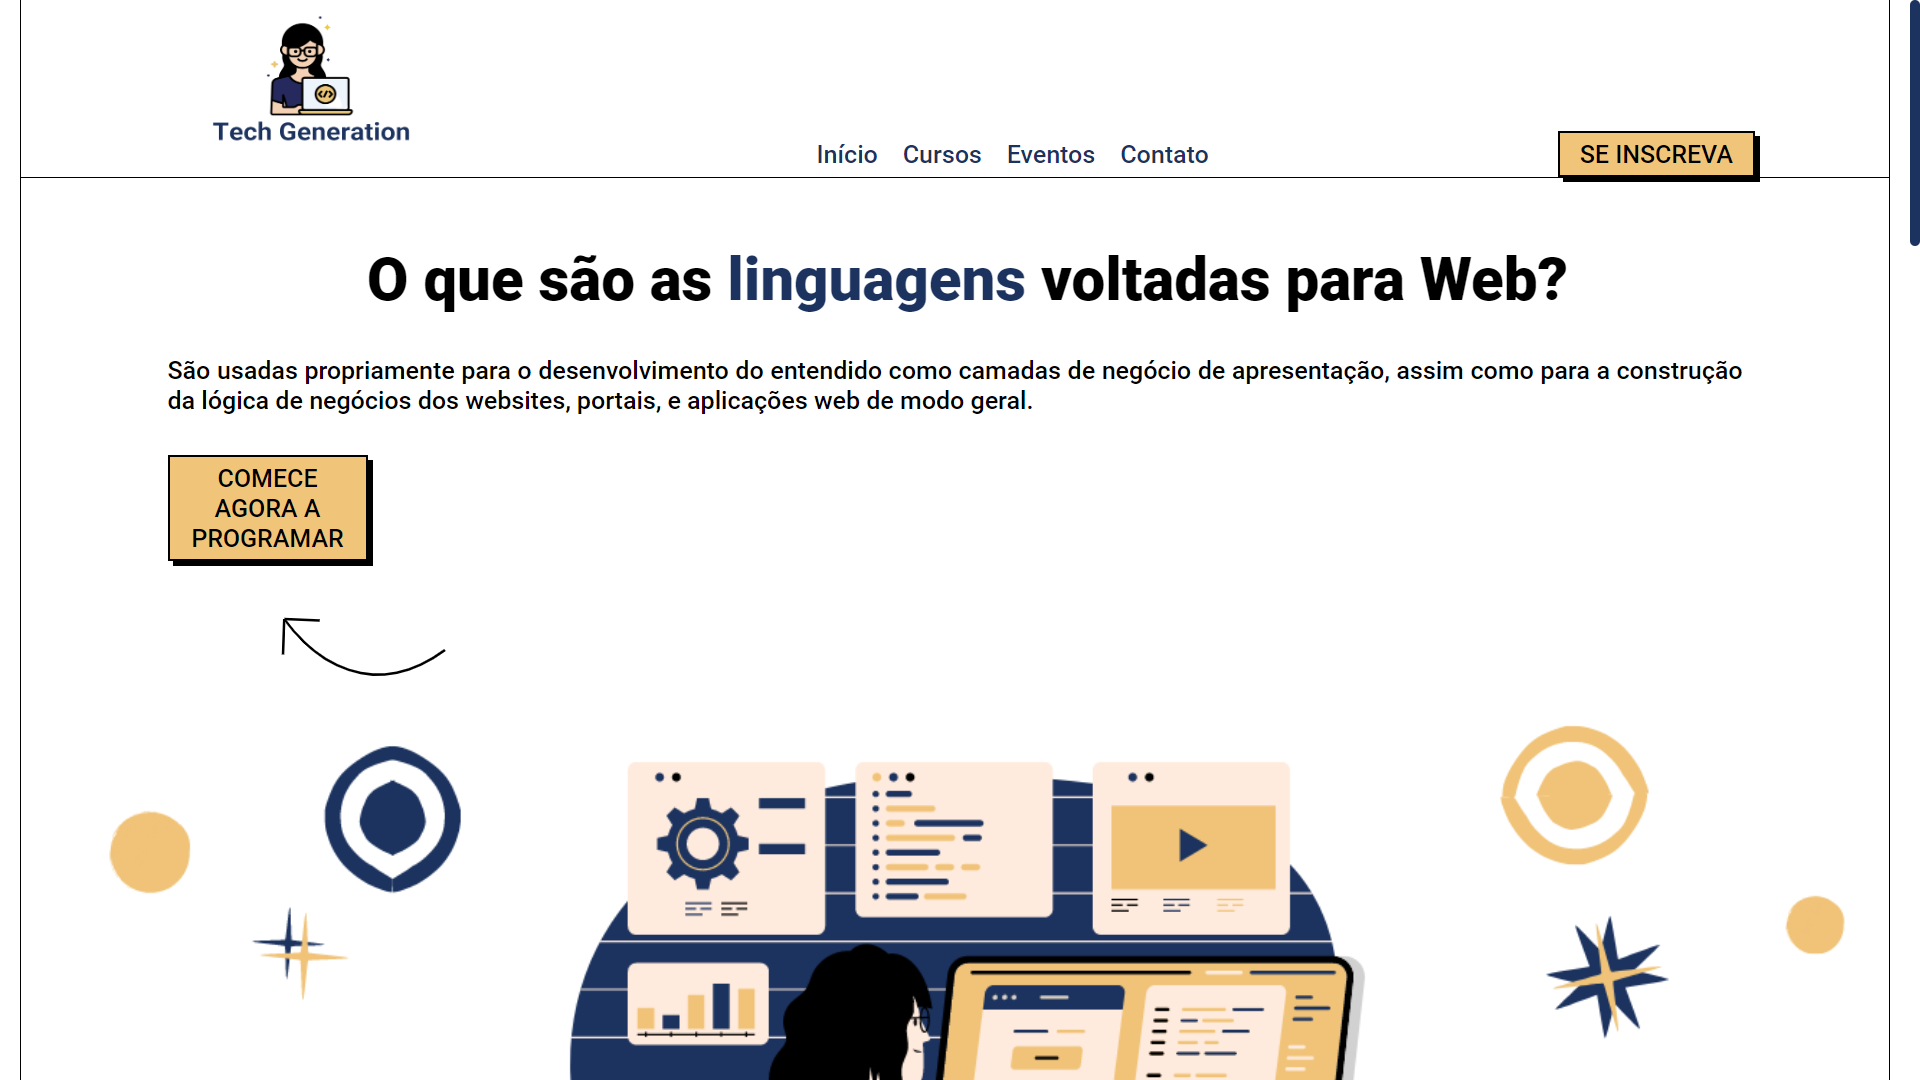 Tech Generation
Início Cursos Eventos Contato
SE INSCREVA
O que são as linguagens voltadas para Web?
São usadas propriamente para o desenvolvimento do entendido como camadas de negócio de apresentação, assim como para a construção
da lógica de negócios dos websites, portais, e aplicações web de modo geral.
COMECE
AGORA A
PROGRAMAR